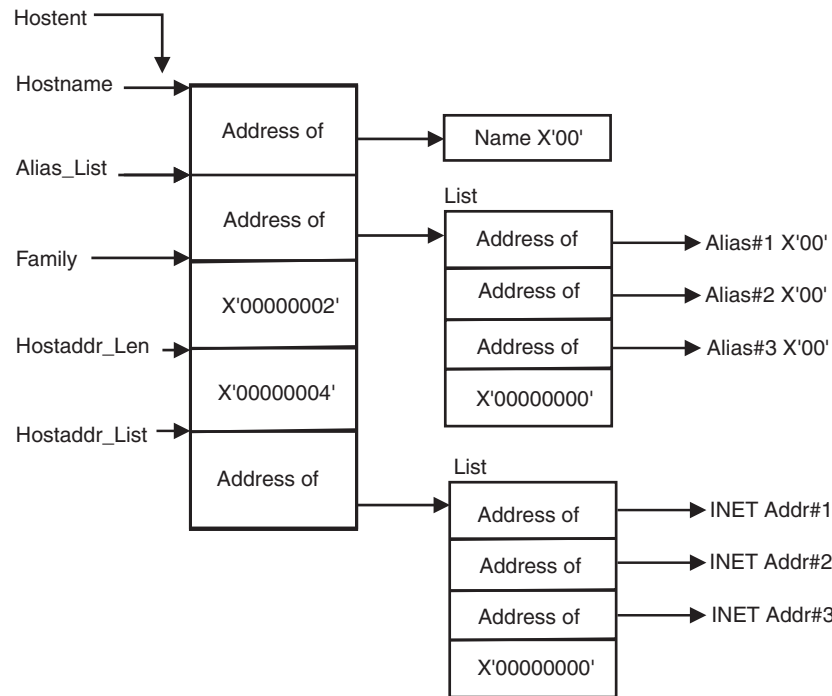 Hostent
Hostname
Address of
Name X'00'
Alias_List
List
Address of
Address of
Alias#1 X'00'
Family
X'00000002'
Address of
Alias#2 X'00'
Hostaddr_Len
Address of
Alias#3 X'00'
X'00000004'
X'00000000'
Hostaddr_List
List
Address of
Address of
INET Addr#1
Address of
INET Addr#2
Address of
INET Addr#3
X'00000000'